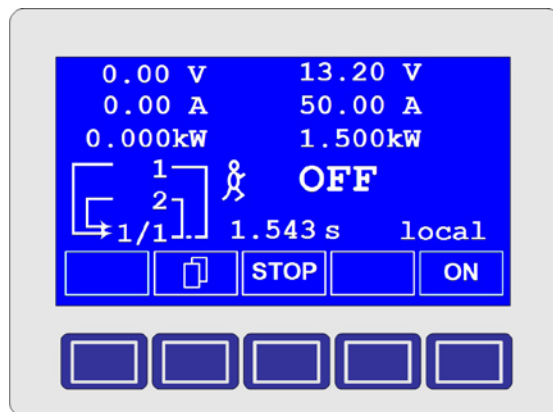 0.00 V 13.20 V
0.00 A 50.00 A
0.000kW 1.500kW
1 OFF
2
1/1 1.543 s local
STOP ON